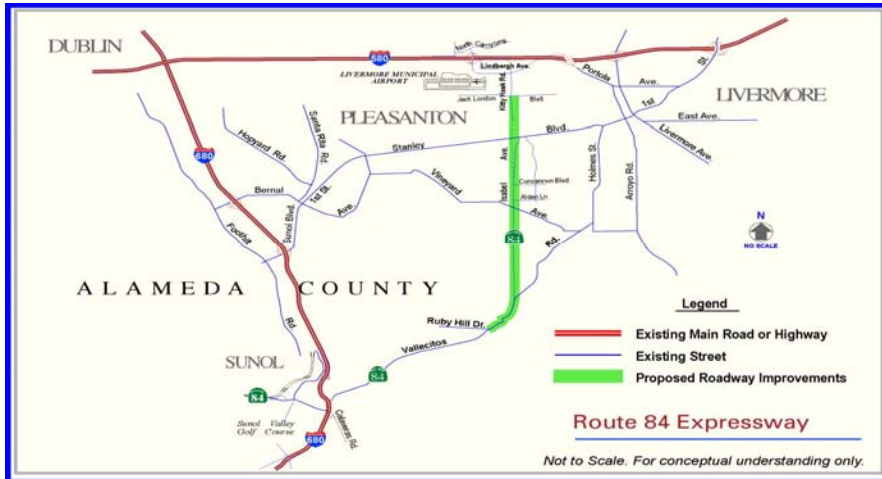 DUBLIN
680
North Canyons
Lindbergh Ave.
LIVERMORE MUNICIPAL
AIRPORT
Kitty Hawk Rd.
Jack London
Blvd.
Portola
Ave.
1st
St.
LIVERMORE
PLEASANTON
Santa Rita
Rd.
Hopyard Rd.
East Ave.
Livermore Ave.
Stanley
Blvd.
680
Bernal
Ave.
1st St.
Sunol Blvd.
Vineyard
Ave.
Isabel
Ave.
Concannon Blvd.
Alden Ln.
Holmes St.
Arroyo Rd.
Foothill
Rd.
84
Rd.
N
NO SCALE
ALAMEDA COUNTY
Legend
Ruby Hill Dr.
Existing Main Road or Highway
Vallecitos
Existing Street
SUNOL
84
Proposed Roadway Improvements
84
Sunol Valley
Golf Course
Calaveras Rd.
680
Route 84 Expressway
Not to Scale. For conceptual understanding only.